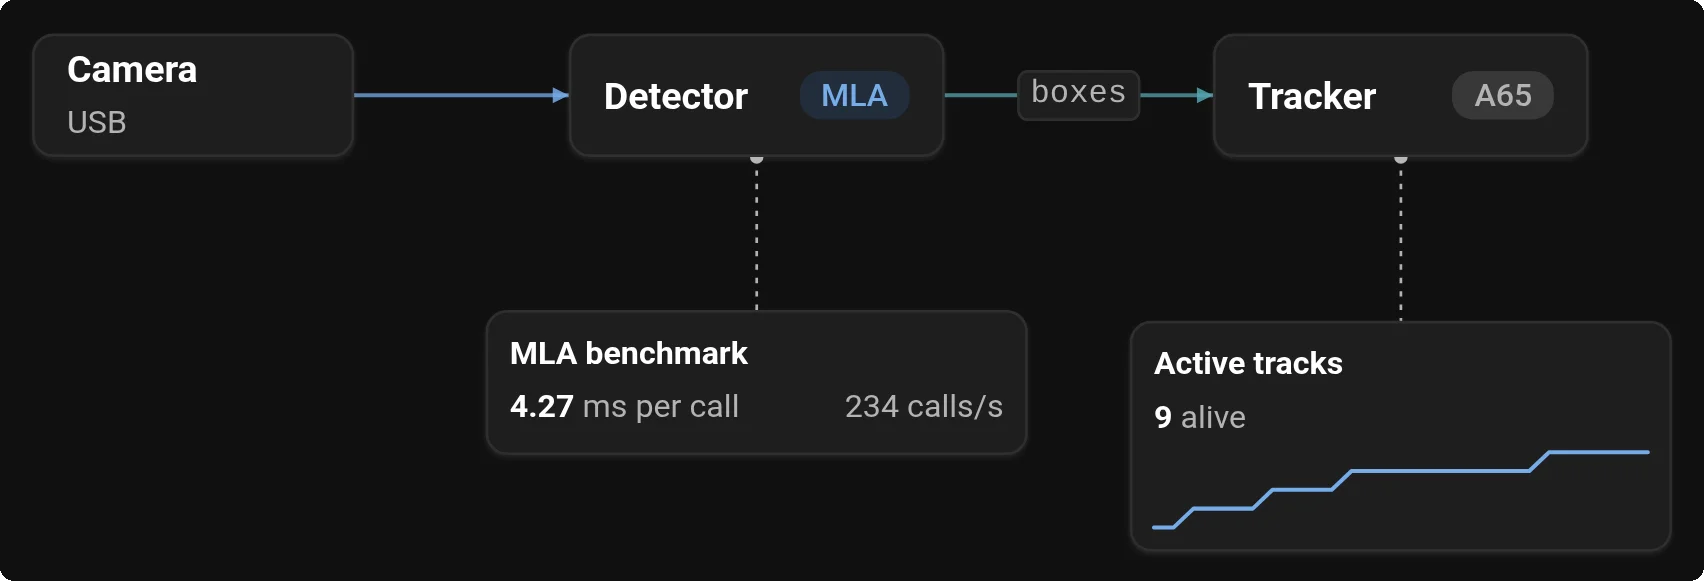 Camera
USB
Detector
MLA
boxes
Tracker
A65
MLA benchmark
4.27 ms per call
234 calls/s
Active tracks
9 alive